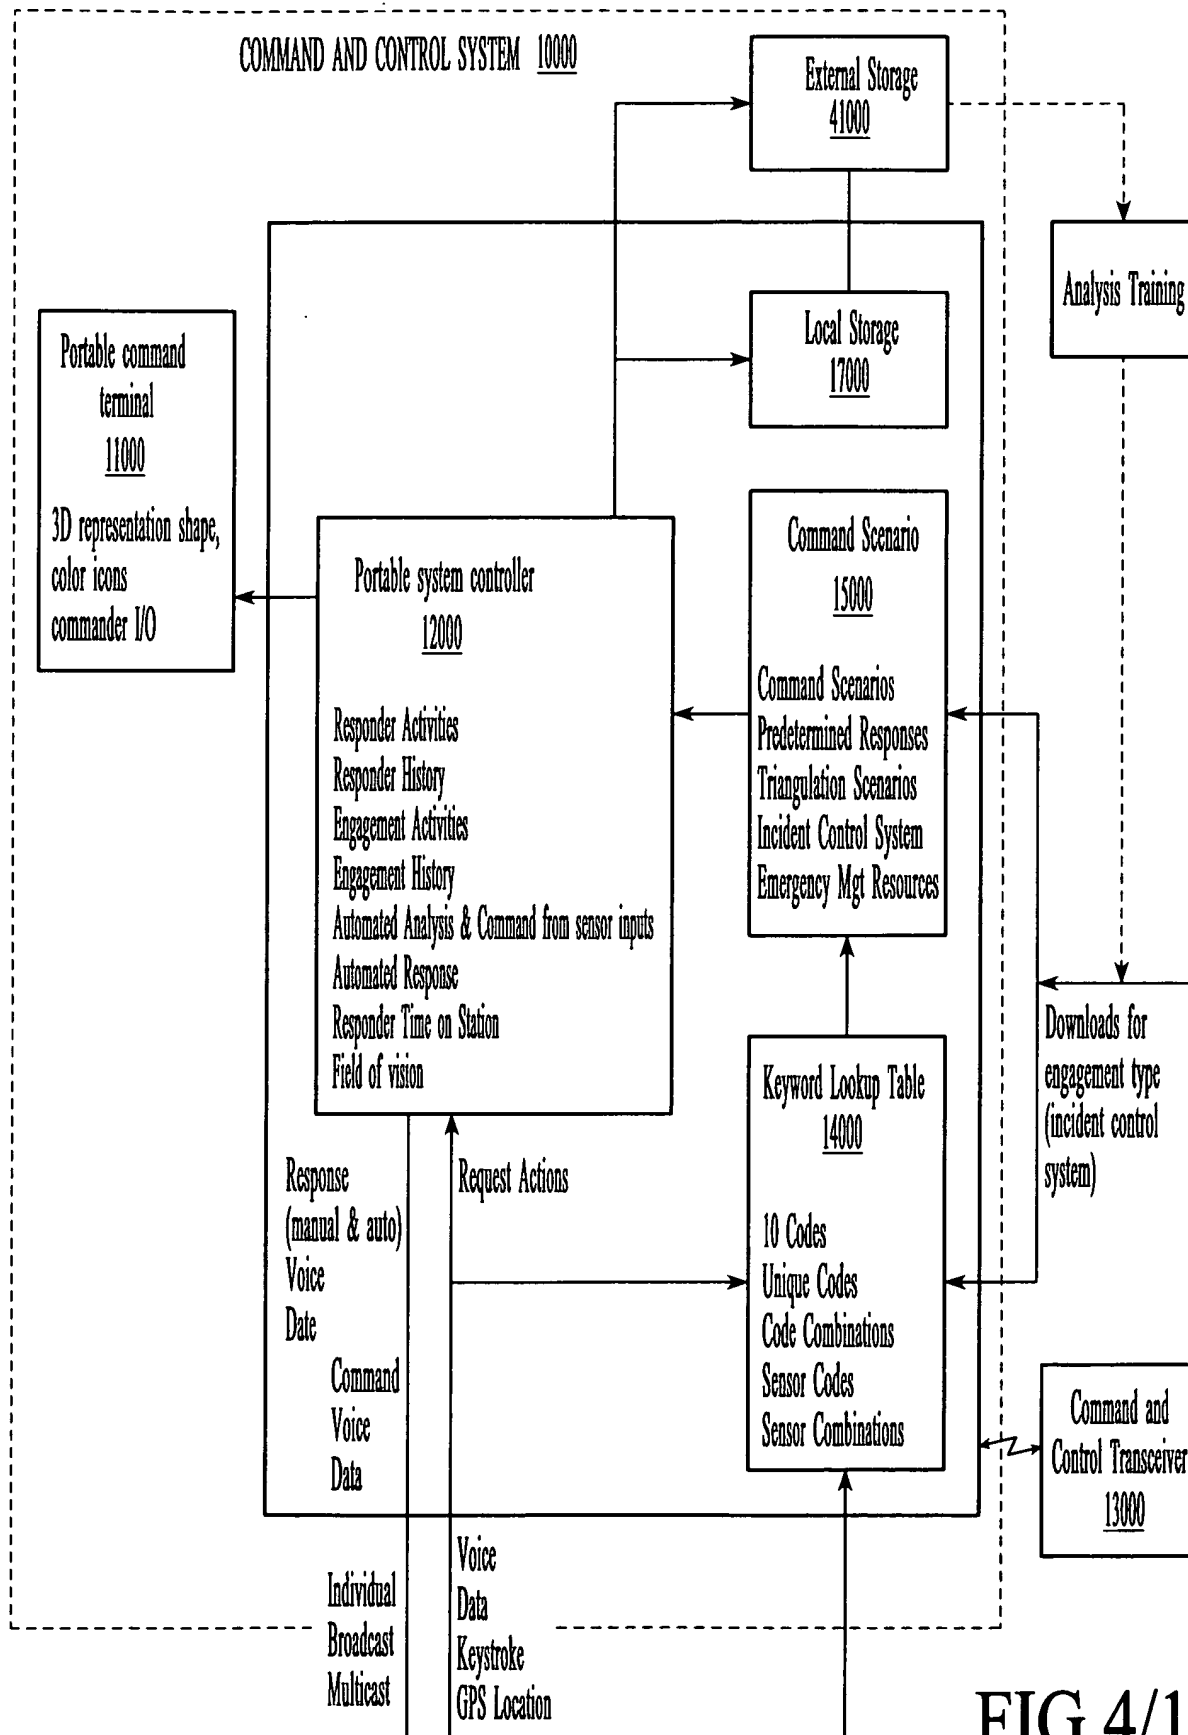 COMMAND AND CONTROL SYSTEM 10000
External Storage
41000
Analysis Training
Local Storage
17000
Portable command
terminal
11000
3D representation shape,
color icons
commander I/O
Portable system controller
12000
Responder Activities
Responder History
Engagement Activities
Engagement History
Automated Analysis & Command from sensor inputs
Automated Response
Responder Time on Station
Field of vision
Command Scenario
15000
Command Scenarios
Predetermined Responses
Triangulation Scenarios
Incident Control System
Emergency Mgt Resources
Downloads for
engagement type
(incident control
system)
Keyword Lookup Table
14000
10 Codes
Unique Codes
Code Combinations
Sensor Codes
Sensor Combinations
Response
(manual & auto)
Voice
Date
Request Actions
Command
Voice
Data
Command and
Control Transceiver
13000
Individual
Broadcast
Multicast
Voice
Data
Keystroke
GPS Location
FIG 4/1